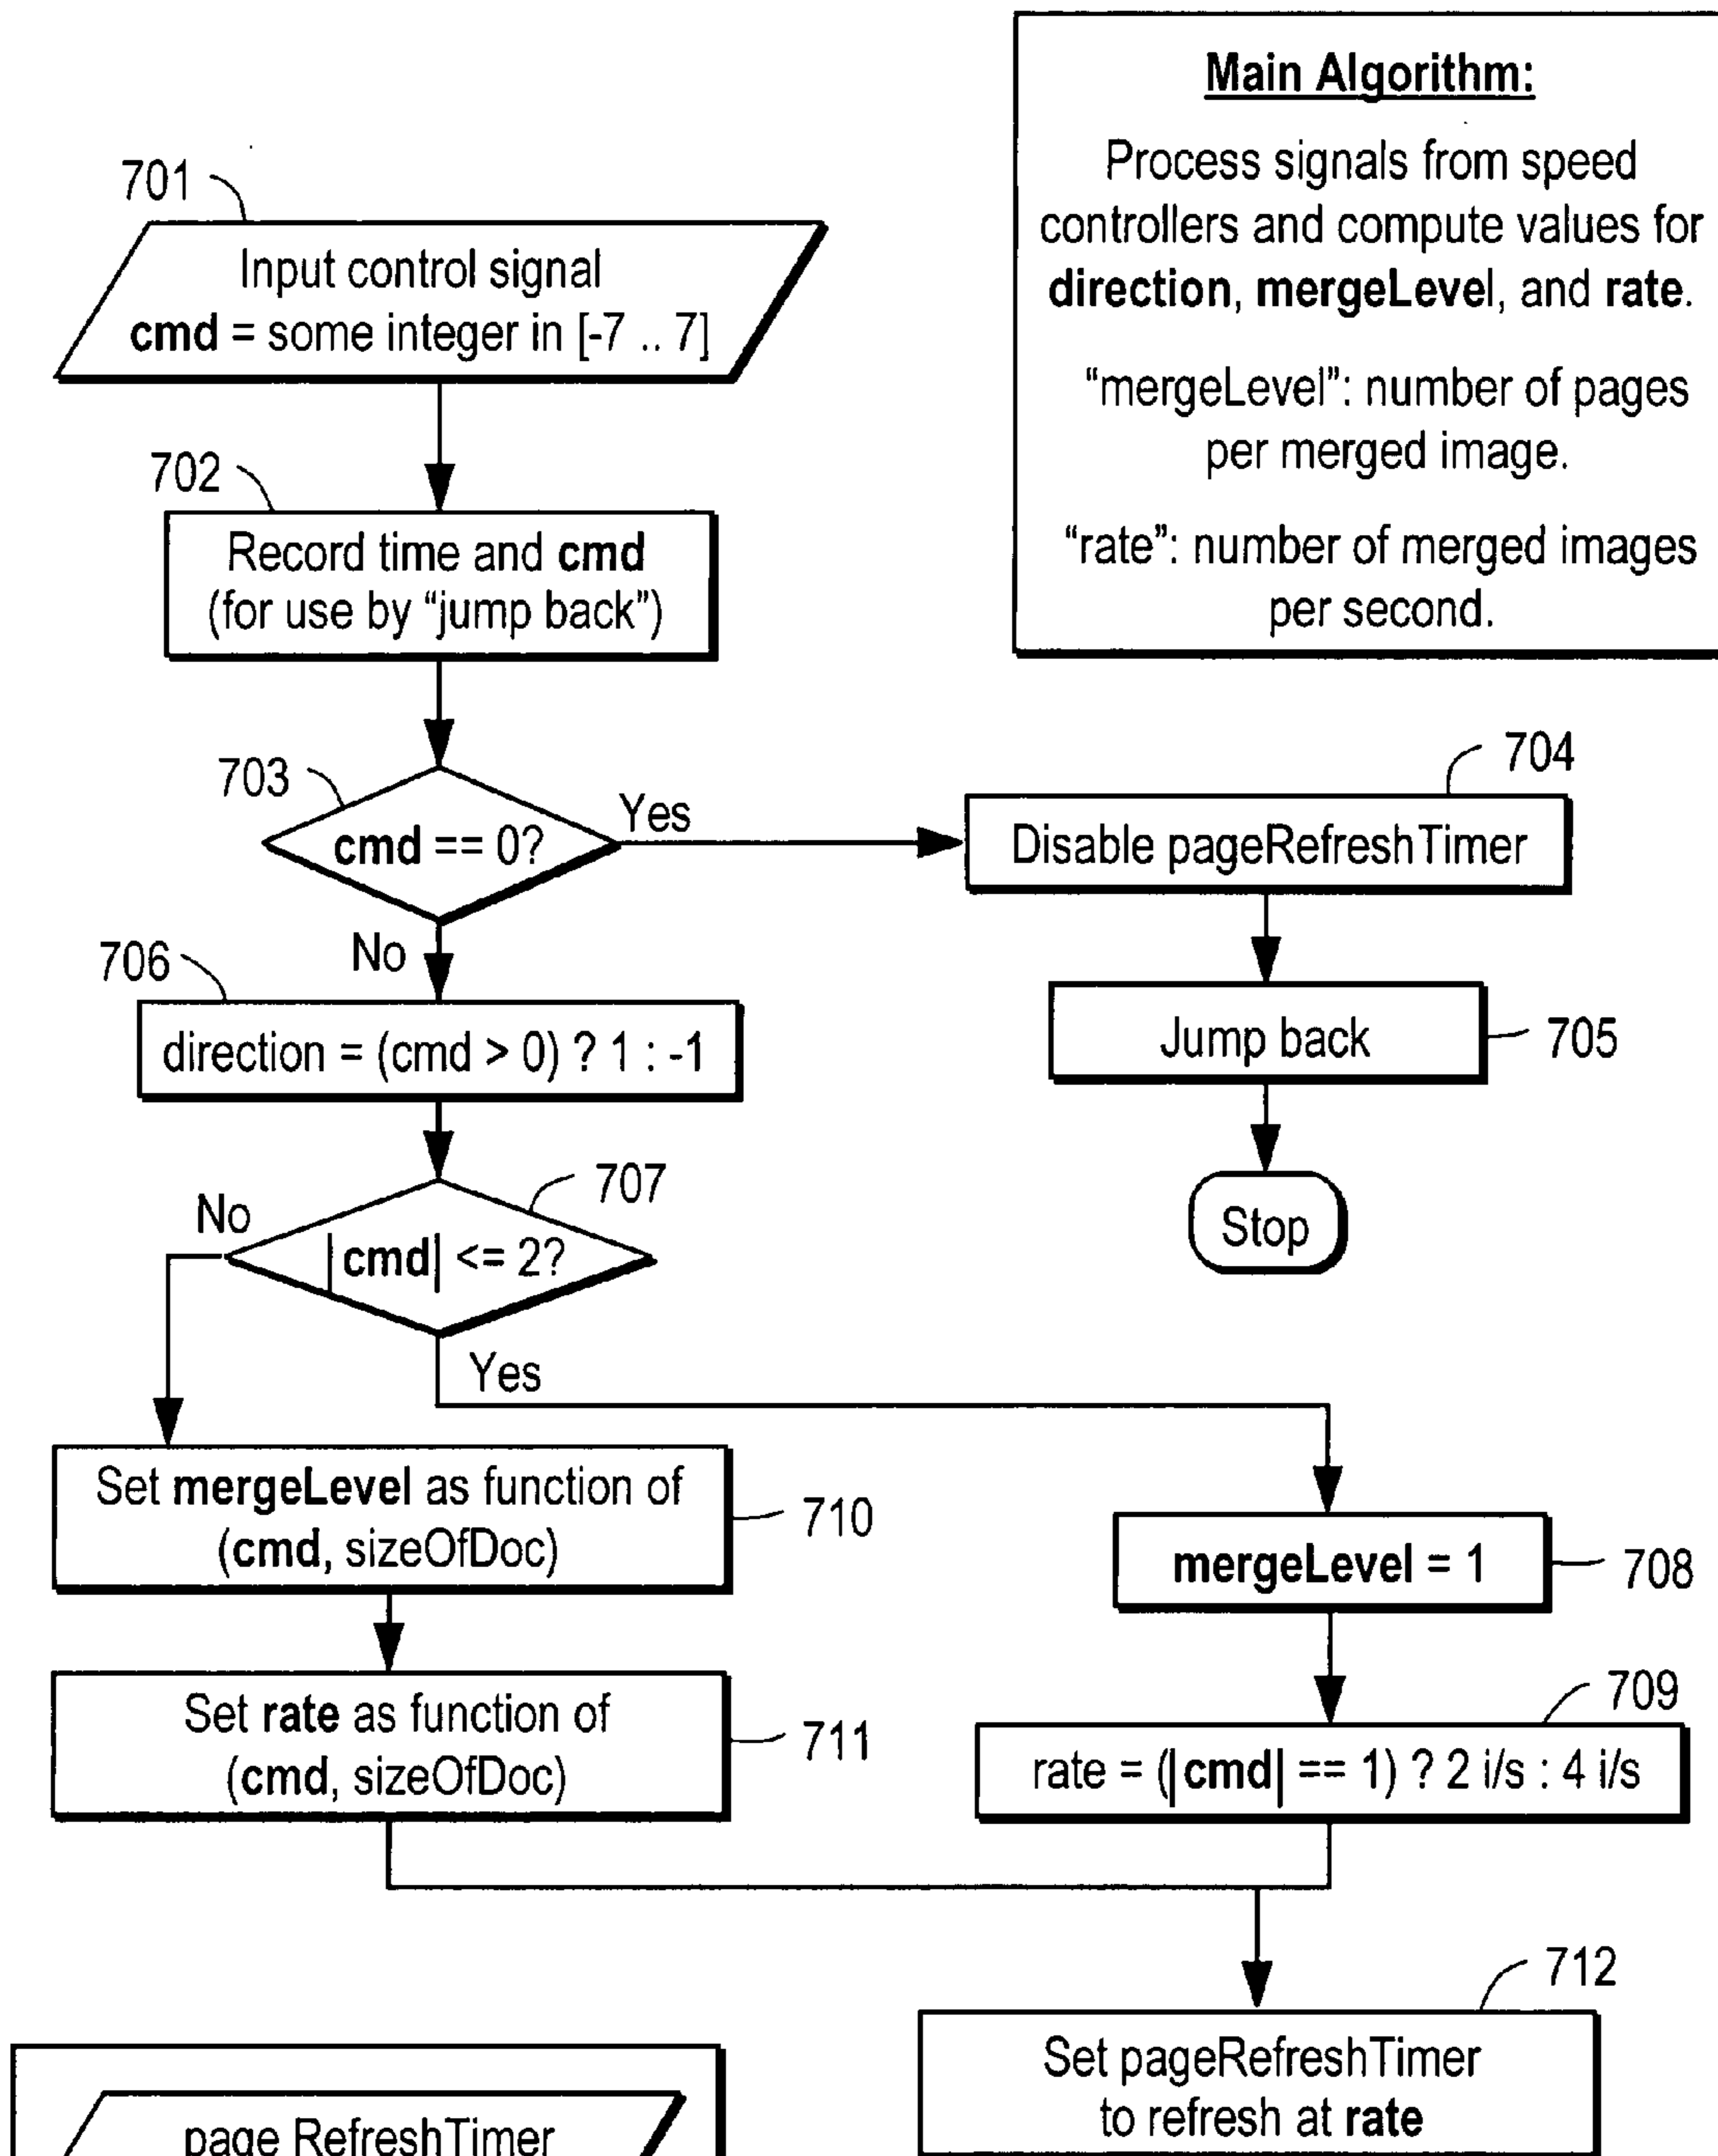 Main Algorithm:
Process signals from speed
controllers and compute values for
direction, mergeLevel, and rate.
“mergeLevel”: number of pages
per merged image.
“rate”: number of merged images
per second.
701
Input control signal
cmd = some integer in [-7 .. 7]
702
Record time and cmd
(for use by “jump back”)
703
cmd == 0?
Yes
704
Disable pageRefreshTimer
No
705
Jump back
Stop
706
direction = (cmd > 0) ? 1 : -1
707
|cmd| <= 2?
No
Yes
710
Set mergeLevel as function of
(cmd, sizeOfDoc)
708
mergeLevel = 1
711
Set rate as function of
(cmd, sizeOfDoc)
709
rate = (|cmd| == 1) ? 2 i/s : 4 i/s
712
Set pageRefreshTimer
to refresh at rate
page RefreshTimer